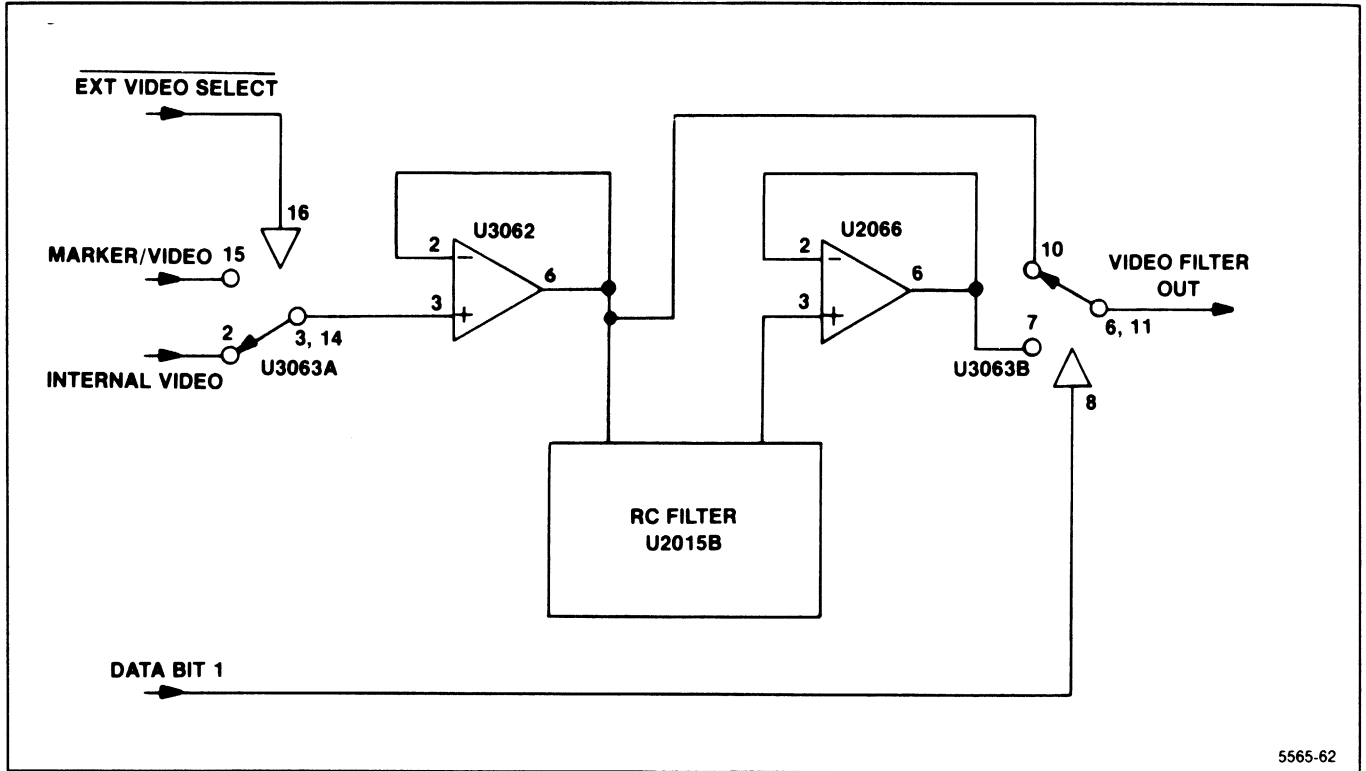 EXT VIDEO SELECT
16
MARKER/VIDEO 15
2
3, 14
U3063A
INTERNAL VIDEO
U3062
2
−
3
+
6
U2066
2
−
3
+
6
10
7
U3063B
6, 11
VIDEO FILTER
OUT
8
RC FILTER
U2015B
DATA BIT 1
5565-62